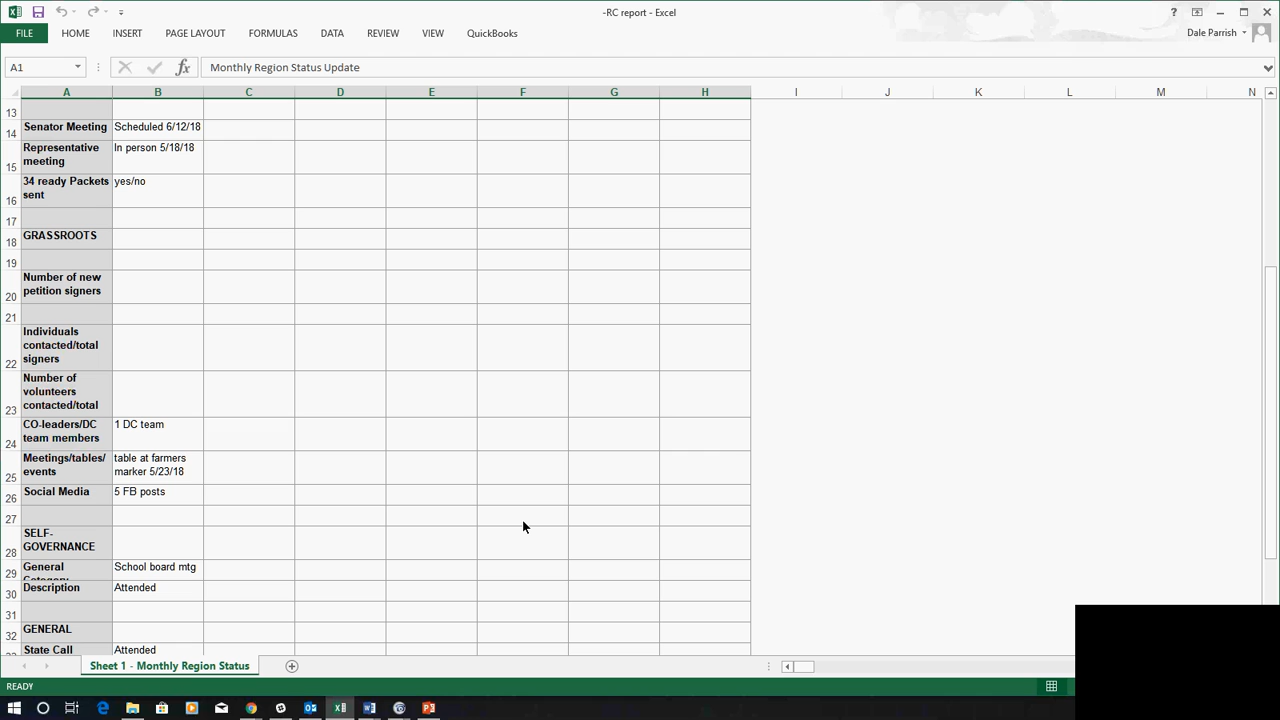 -RC report - Excel
?
FILE HOME INSERT PAGE LAYOUT FORMULAS DATA REVIEW VIEW QuickBooks Dale Parrish
A1 fx Monthly Region Status Update
A B C D E F G H I J K L M N
13
14 Senator Meeting Scheduled 6/12/18
15 Representative meeting In person 5/18/18
16 34 ready Packets sent yes/no
17
18 GRASSROOTS
19
20 Number of new petition signers
21
22 Individuals contacted/total signers
23 Number of volunteers contacted/total
24 CO-leaders/DC team members 1 DC team
25 Meetings/tables/events table at farmers marker 5/23/18
26 Social Media 5 FB posts
27
28 SELF-GOVERNANCE
29 General Category School board mtg
30 Description Attended
31
32 GENERAL
State Call Attended
Sheet 1 - Monthly Region Status
READY